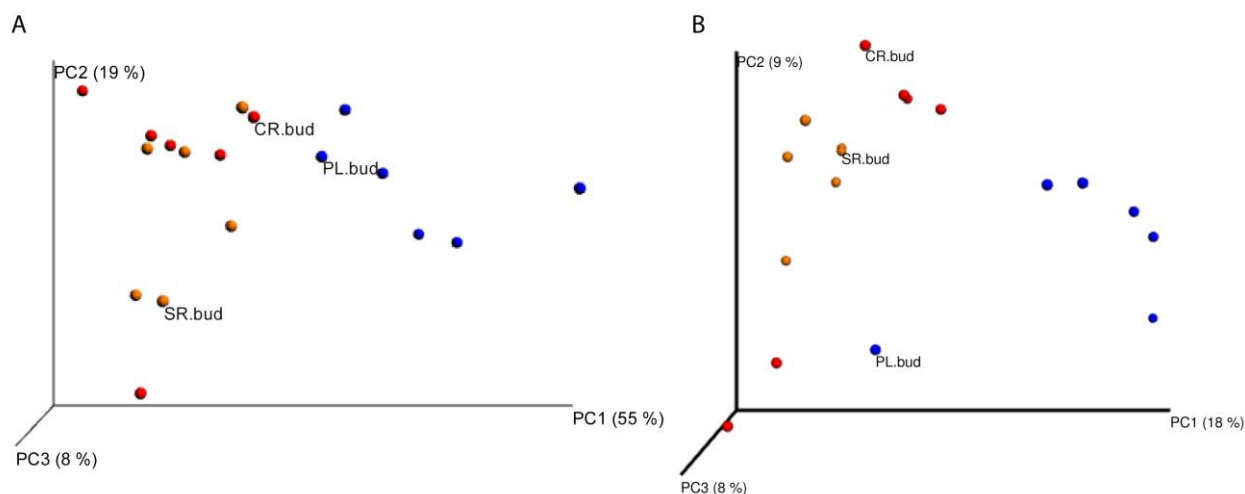 A
PC2 (19 %)
CR.bud
PL.bud
SR.bud
PC1 (55 %)
PC3 (8 %)
B
CR.bud
PC2 (9 %)
SR.bud
PL.bud
PC1 (18 %)
PC3 (8 %)